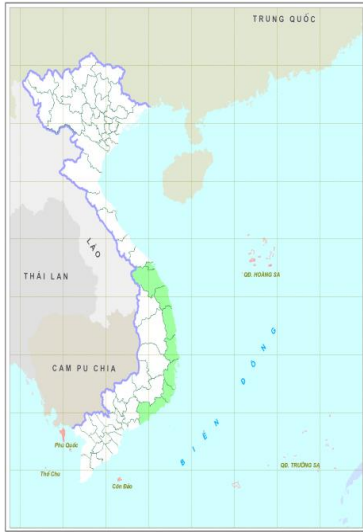 TRUNG QUỐC
LÀO
QĐ. HOÀNG SA
THÁI LAN
BIỂN ĐÔNG
CAM PU CHIA
Phú Quốc
Thổ Chu
Côn Đảo
QĐ. TRƯỜNG SA